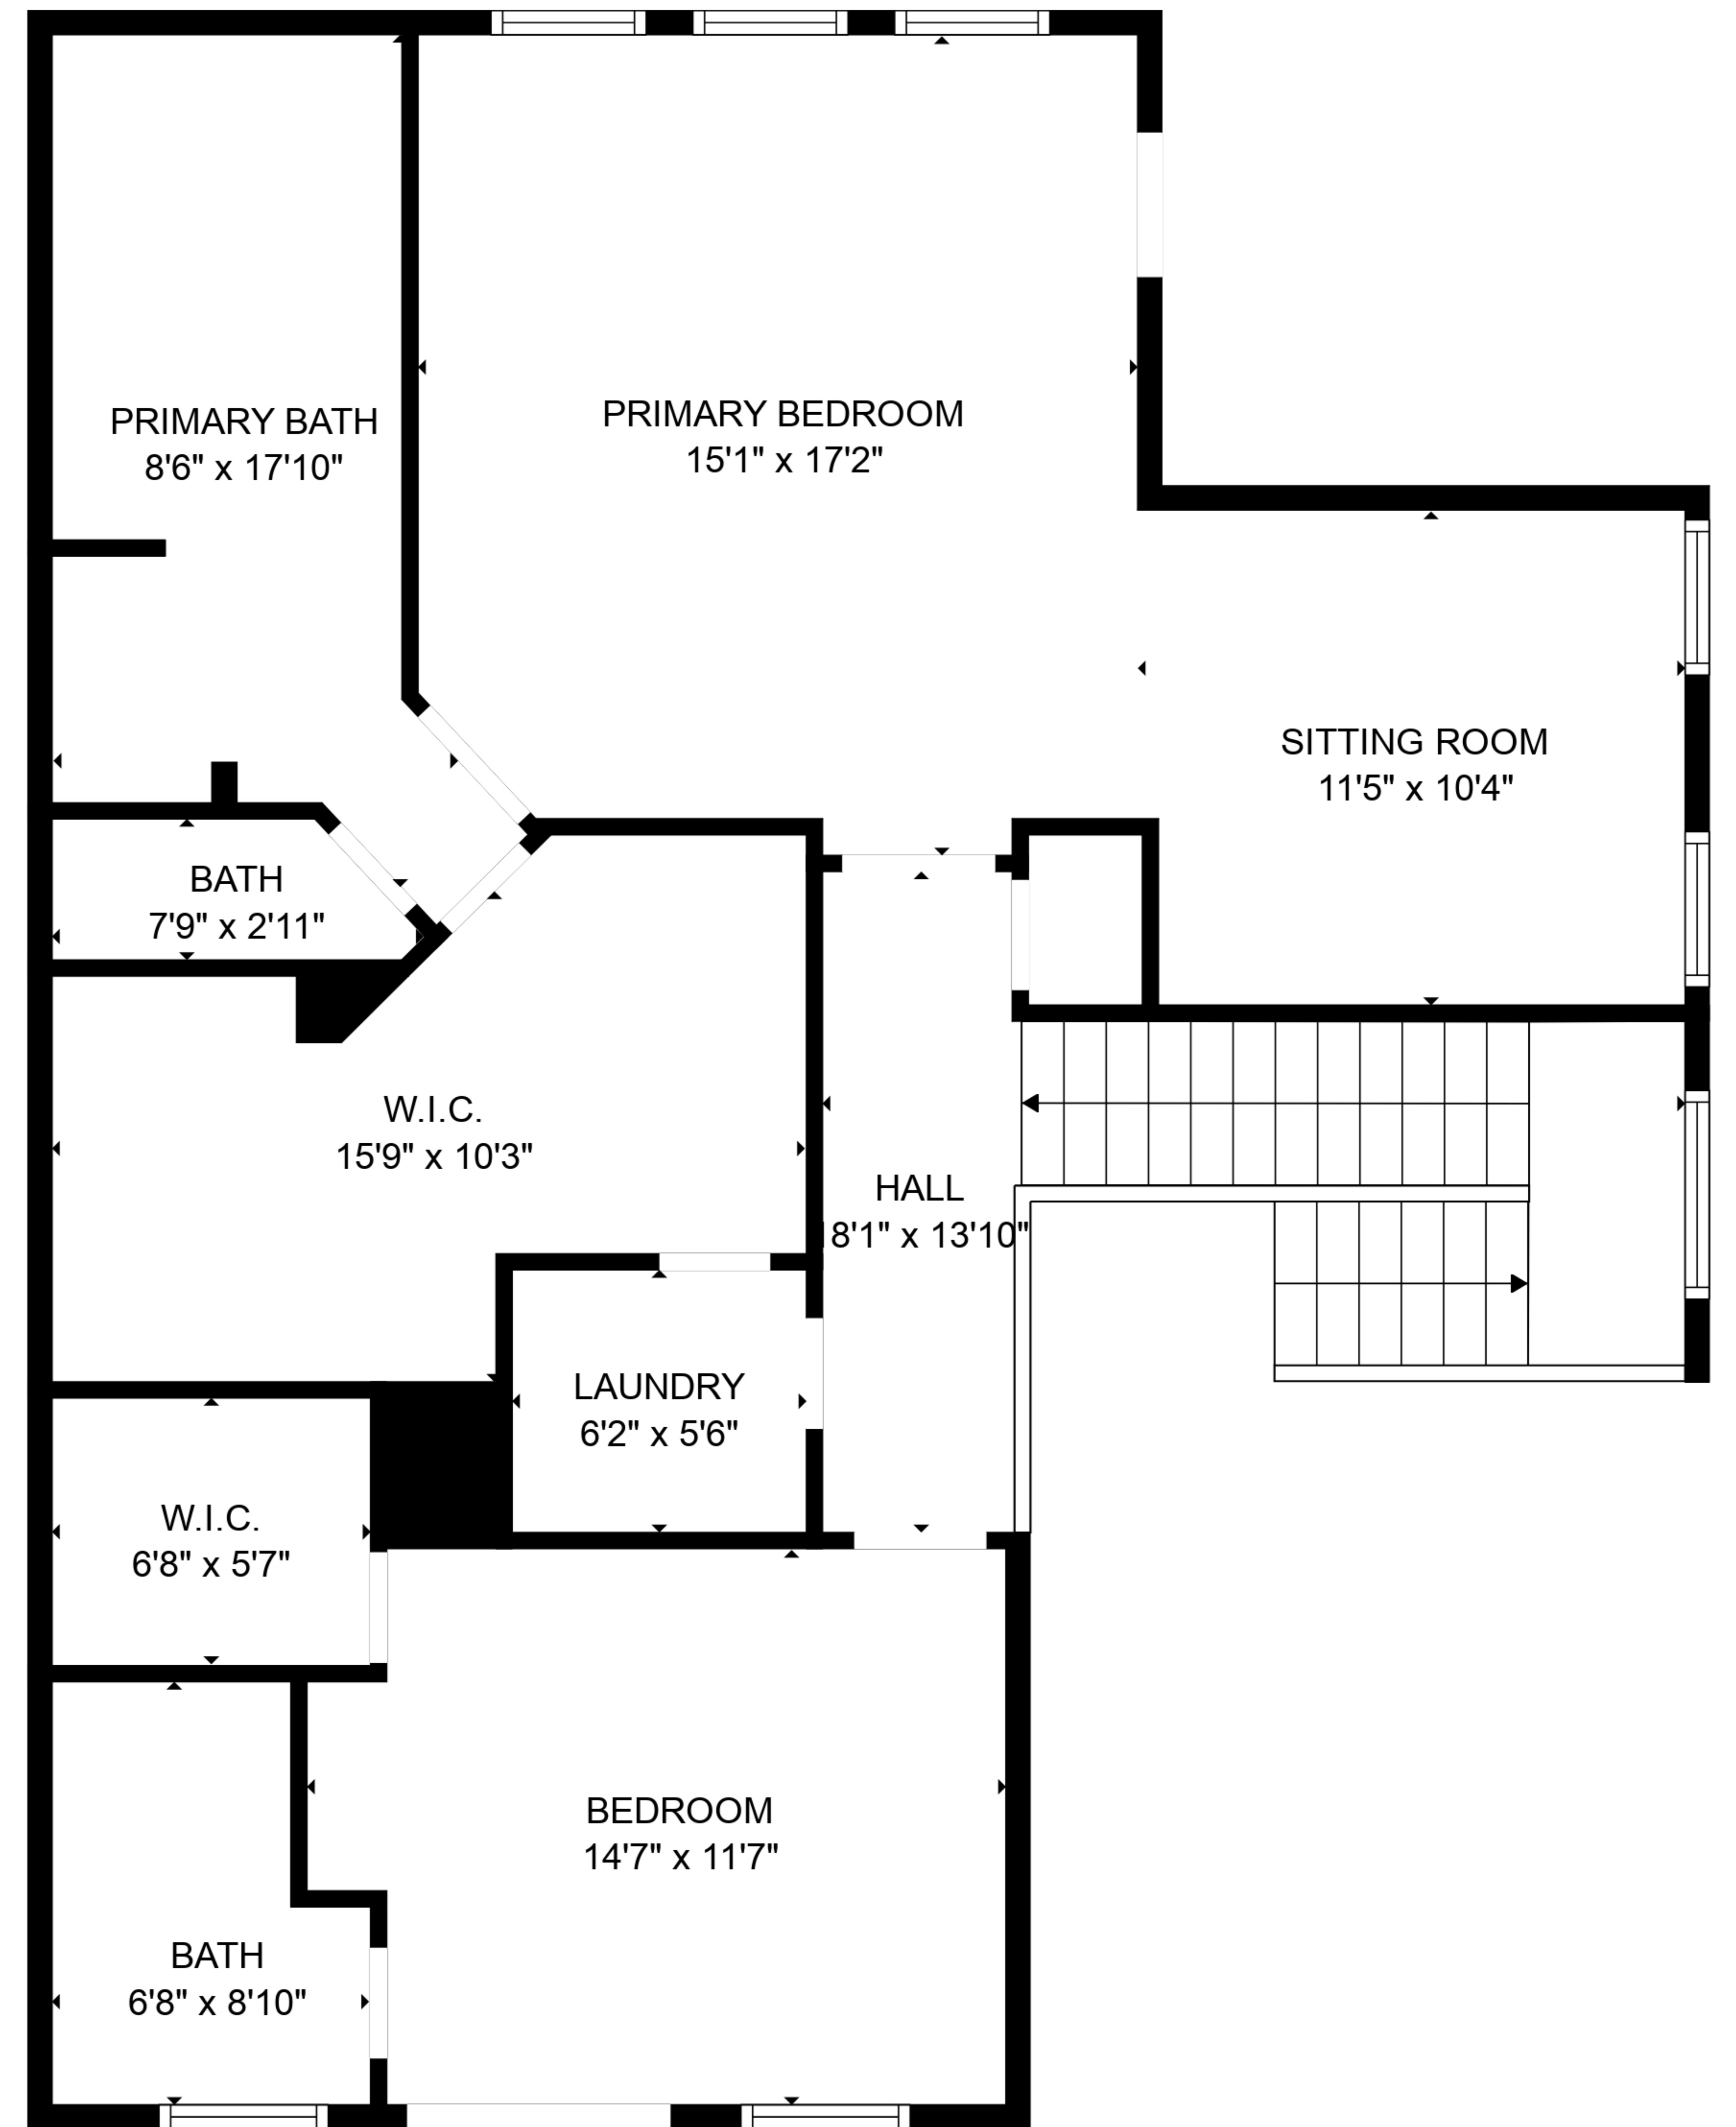 PRIMARY BATH
8'6" x 17'10"
PRIMARY BEDROOM
15'1" x 17'2"
SITTING ROOM
11'5" x 10'4"
BATH
7'9" x 2'11"
W.I.C.
15'9" x 10'3"
HALL
18'1" x 13'10"
LAUNDRY
6'2" x 5'6"
W.I.C.
6'8" x 5'7"
BEDROOM
14'7" x 11'7"
BATH
6'8" x 8'10"